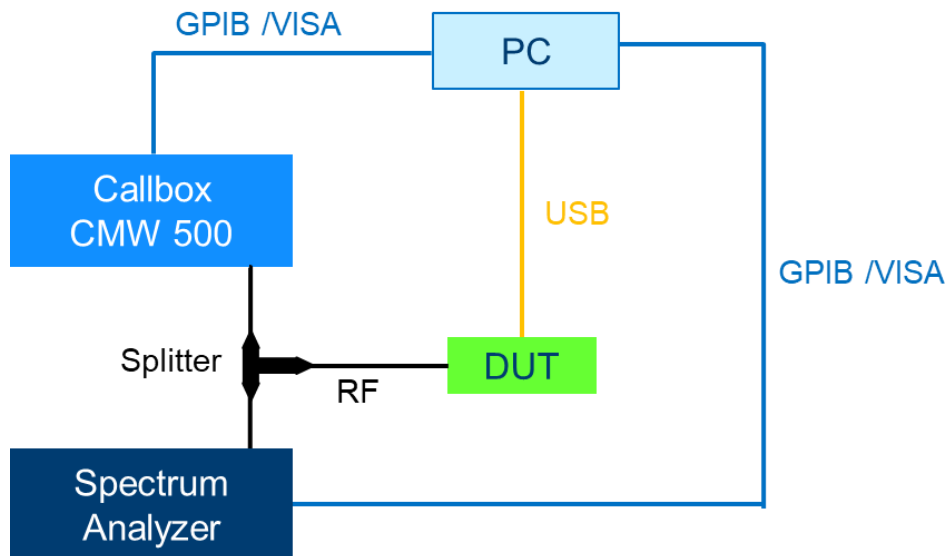 GPIB /VISA
PC
Callbox
CMW 500
USB
GPIB /VISA
Splitter
RF
DUT
Spectrum
Analyzer